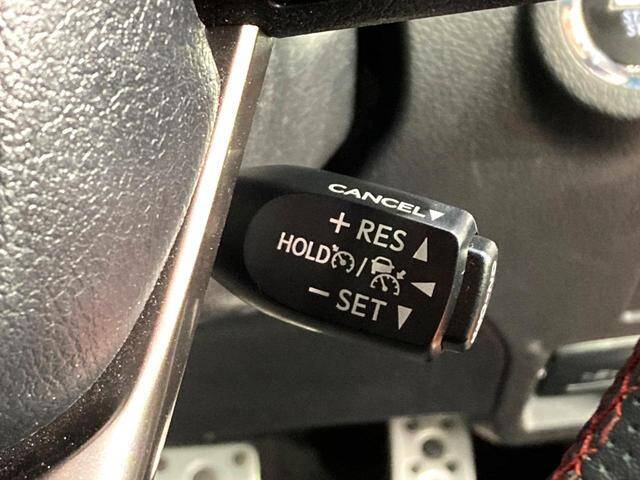 CANCEL▼
+ RES ▲
HOLD / ◀
− SET ▼